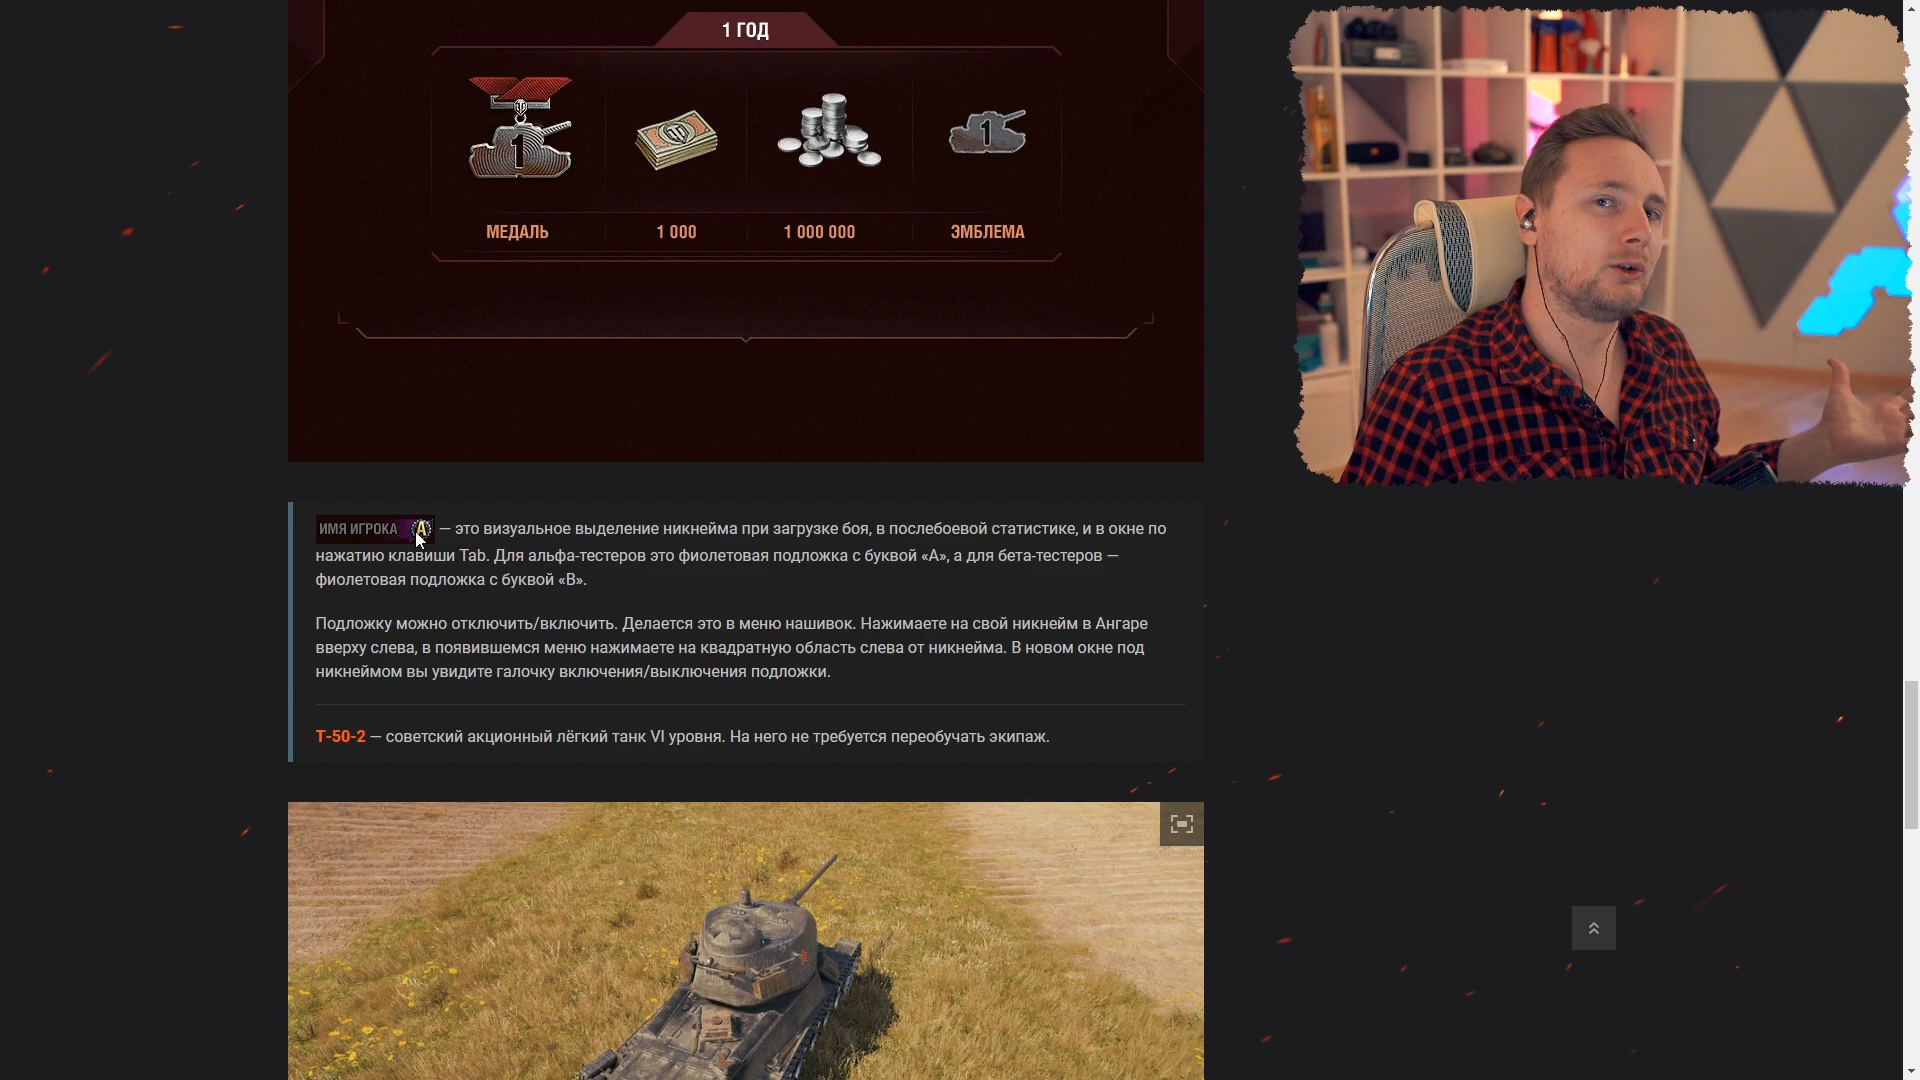 1 ГОД
1
1
МЕДАЛЬ
1 000
1 000 000
ЭМБЛЕМА
ИМЯ ИГРОКА A — это визуальное выделение никнейма при загрузке боя, в послебоевой статистике, и в окне по
нажатию клавиши Tab. Для альфа-тестеров это фиолетовая подложка с буквой «А», а для бета-тестеров —
фиолетовая подложка с буквой «В».
Подложку можно отключить/включить. Делается это в меню нашивок. Нажимаете на свой никнейм в Ангаре
вверху слева, в появившемся меню нажимаете на квадратную область слева от никнейма. В новом окне под
никнеймом вы увидите галочку включения/выключения подложки.
Т-50-2 — советский акционный лёгкий танк VI уровня. На него не требуется переобучать экипаж.